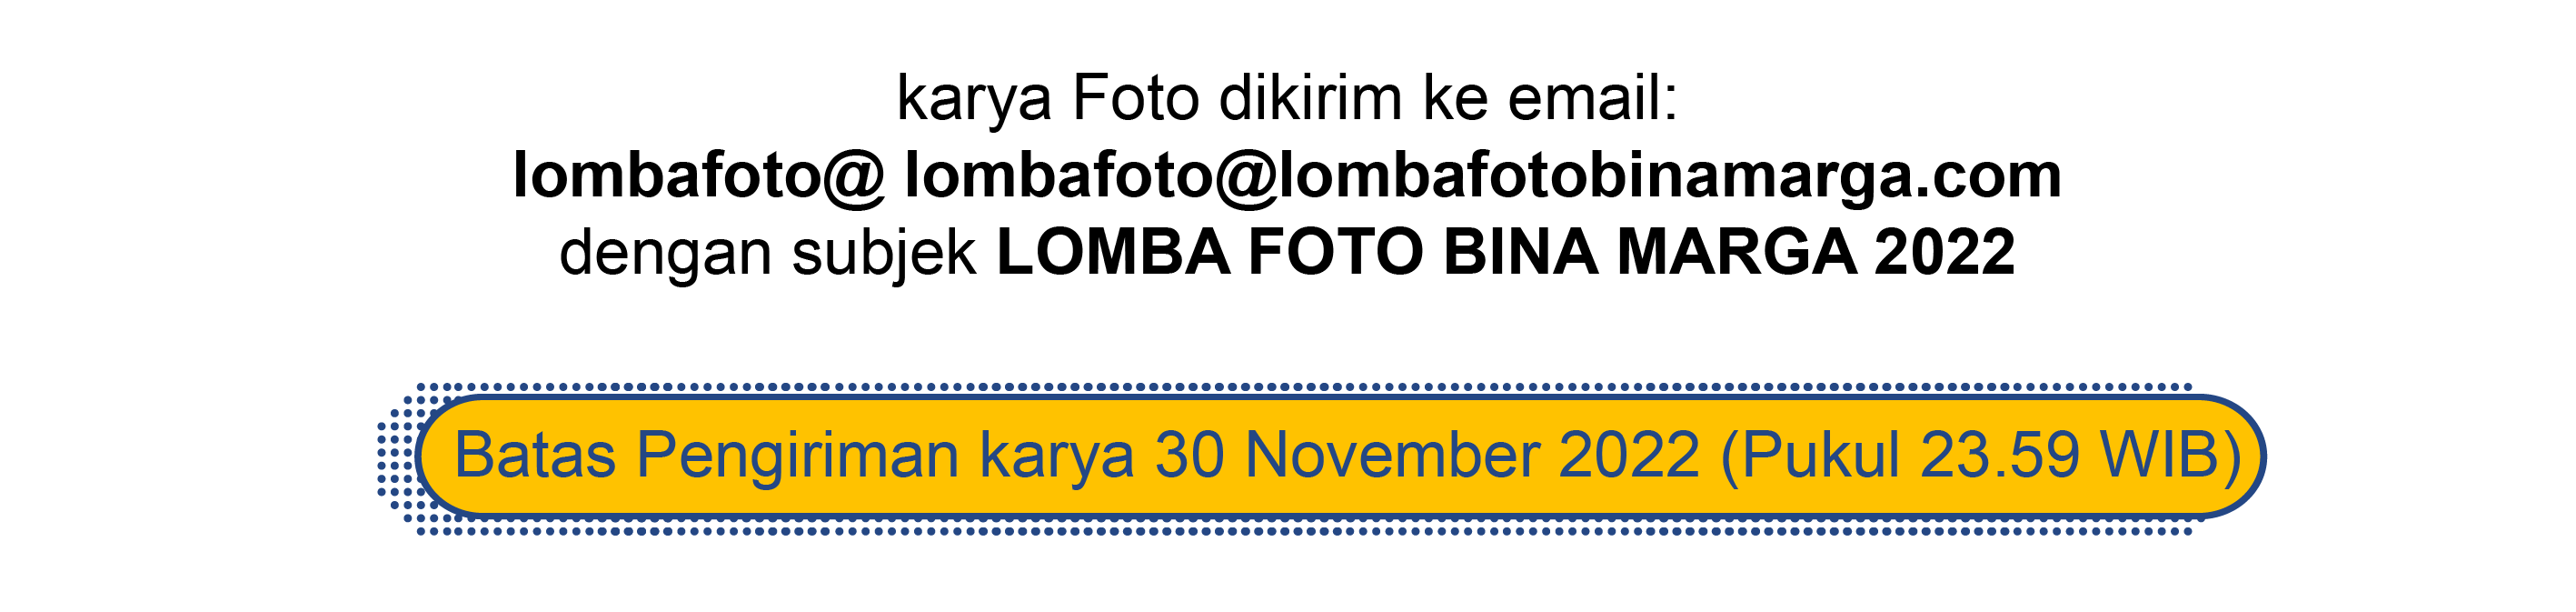 karya Foto dikirim ke email:
lombafoto@ lombafoto@lombafotobinamarga.com
dengan subjek LOMBA FOTO BINA MARGA 2022
Batas Pengiriman karya 30 November 2022 (Pukul 23.59 WIB)